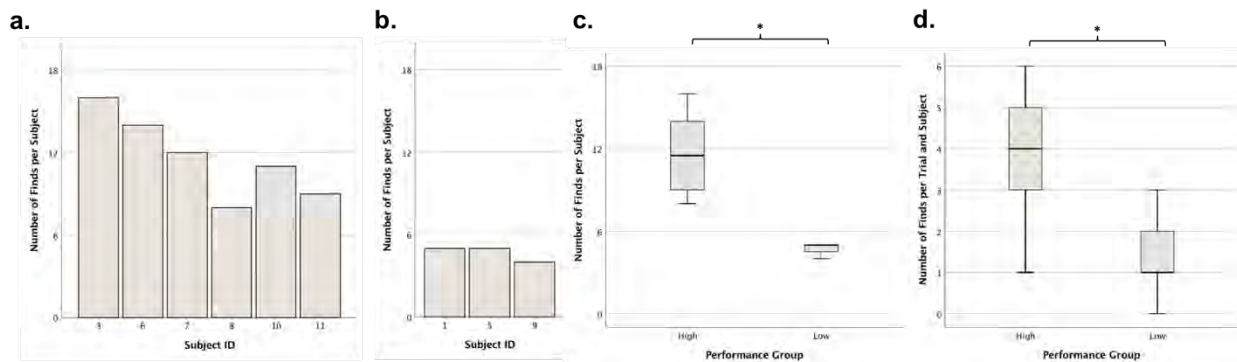 a.
Number of Finds per Subject
18
12
6
0
6 7 8 10 11
Subject ID
b.
Number of Finds per Subject
18
12
6
0
1 9
Subject ID
c.
*
Number of Finds per Subject
18
12
6
0
High Low
Performance Group
d.
*
Number of Finds per Trial and Subject
6
5
4
3
2
1
0
High Low
Performance Group